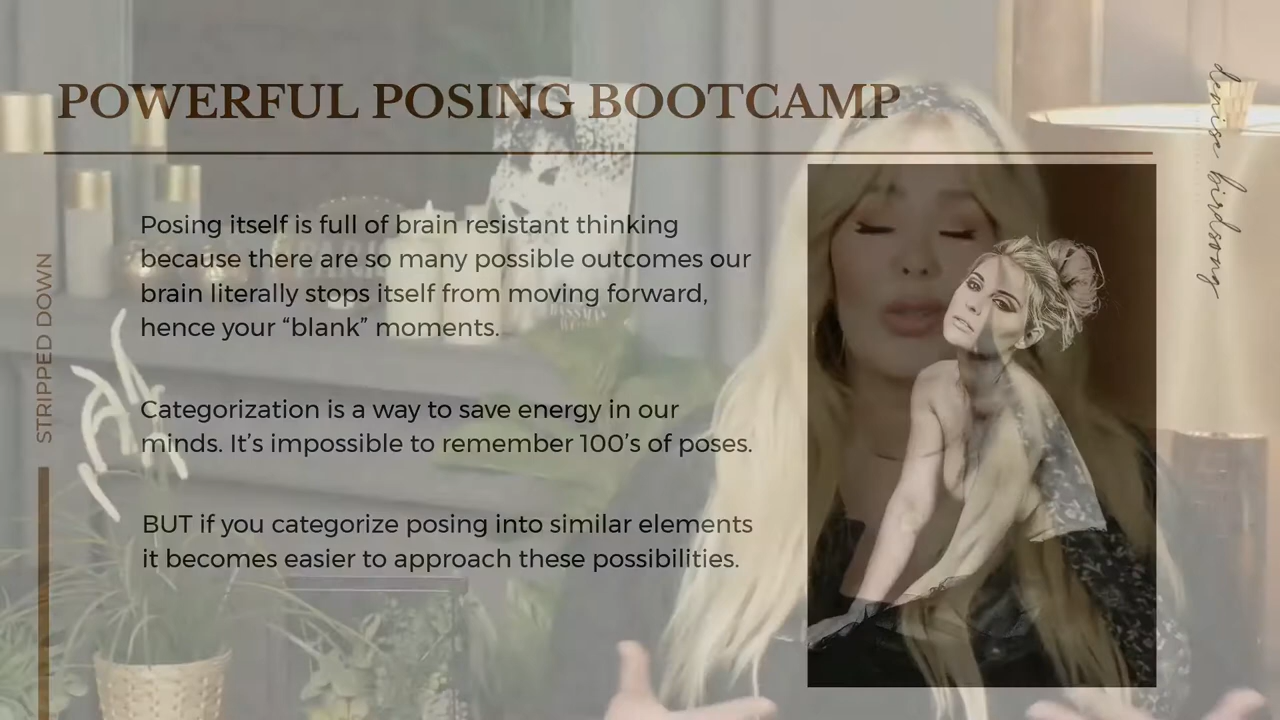 POWERFUL POSING BOOTCAMP
denise birdsong
Posing itself is full of brain resistant thinking
because there are so many possible outcomes our
brain literally stops itself from moving forward,
hence your “blank” moments.
STRIPPED DOWN
Categorization is a way to save energy in our
minds. It’s impossible to remember 100’s of poses.
BUT if you categorize posing into similar elements
it becomes easier to approach these possibilities.